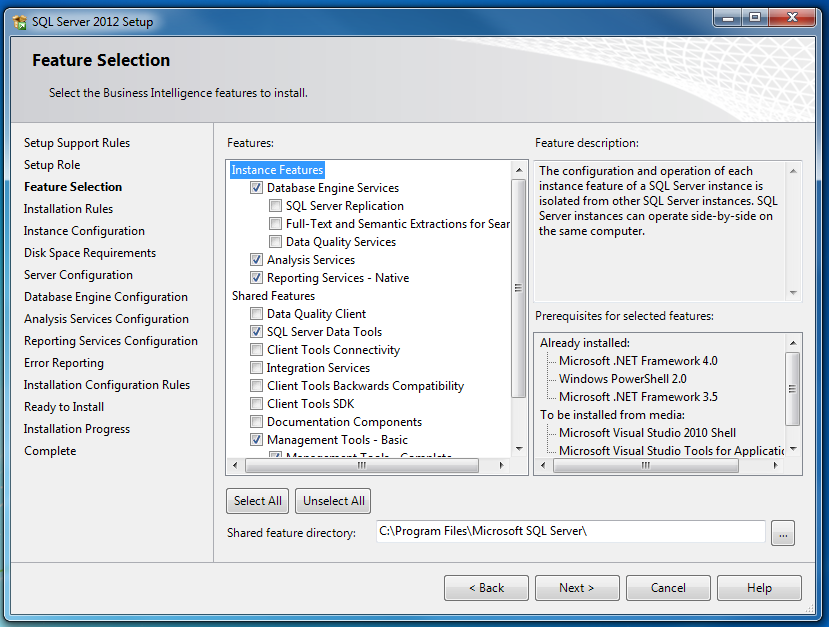 SQL Server 2012 Setup
Feature Selection
Select the Business Intelligence features to install.
Setup Support Rules
Setup Role
Feature Selection
Installation Rules
Instance Configuration
Disk Space Requirements
Server Configuration
Database Engine Configuration
Analysis Services Configuration
Reporting Services Configuration
Error Reporting
Installation Configuration Rules
Ready to Install
Installation Progress
Complete
Features:
Instance Features
Database Engine Services
SQL Server Replication
Full-Text and Semantic Extractions for Sear
Data Quality Services
Analysis Services
Reporting Services - Native
Shared Features
Data Quality Client
SQL Server Data Tools
Client Tools Connectivity
Integration Services
Client Tools Backwards Compatibility
Client Tools SDK
Documentation Components
Management Tools - Basic
Management Tools - Complete
Feature description:
The configuration and operation of each
instance feature of a SQL Server instance is
isolated from other SQL Server instances. SQL
Server instances can operate side-by-side on
the same computer.
Prerequisites for selected features:
Already installed:
Microsoft .NET Framework 4.0
Windows PowerShell 2.0
Microsoft .NET Framework 3.5
To be installed from media:
Microsoft Visual Studio 2010 Shell
Microsoft Visual Studio Tools for Applicatic
Select All
Unselect All
Shared feature directory:
C:\Program Files\Microsoft SQL Server\
...
< Back
Next >
Cancel
Help